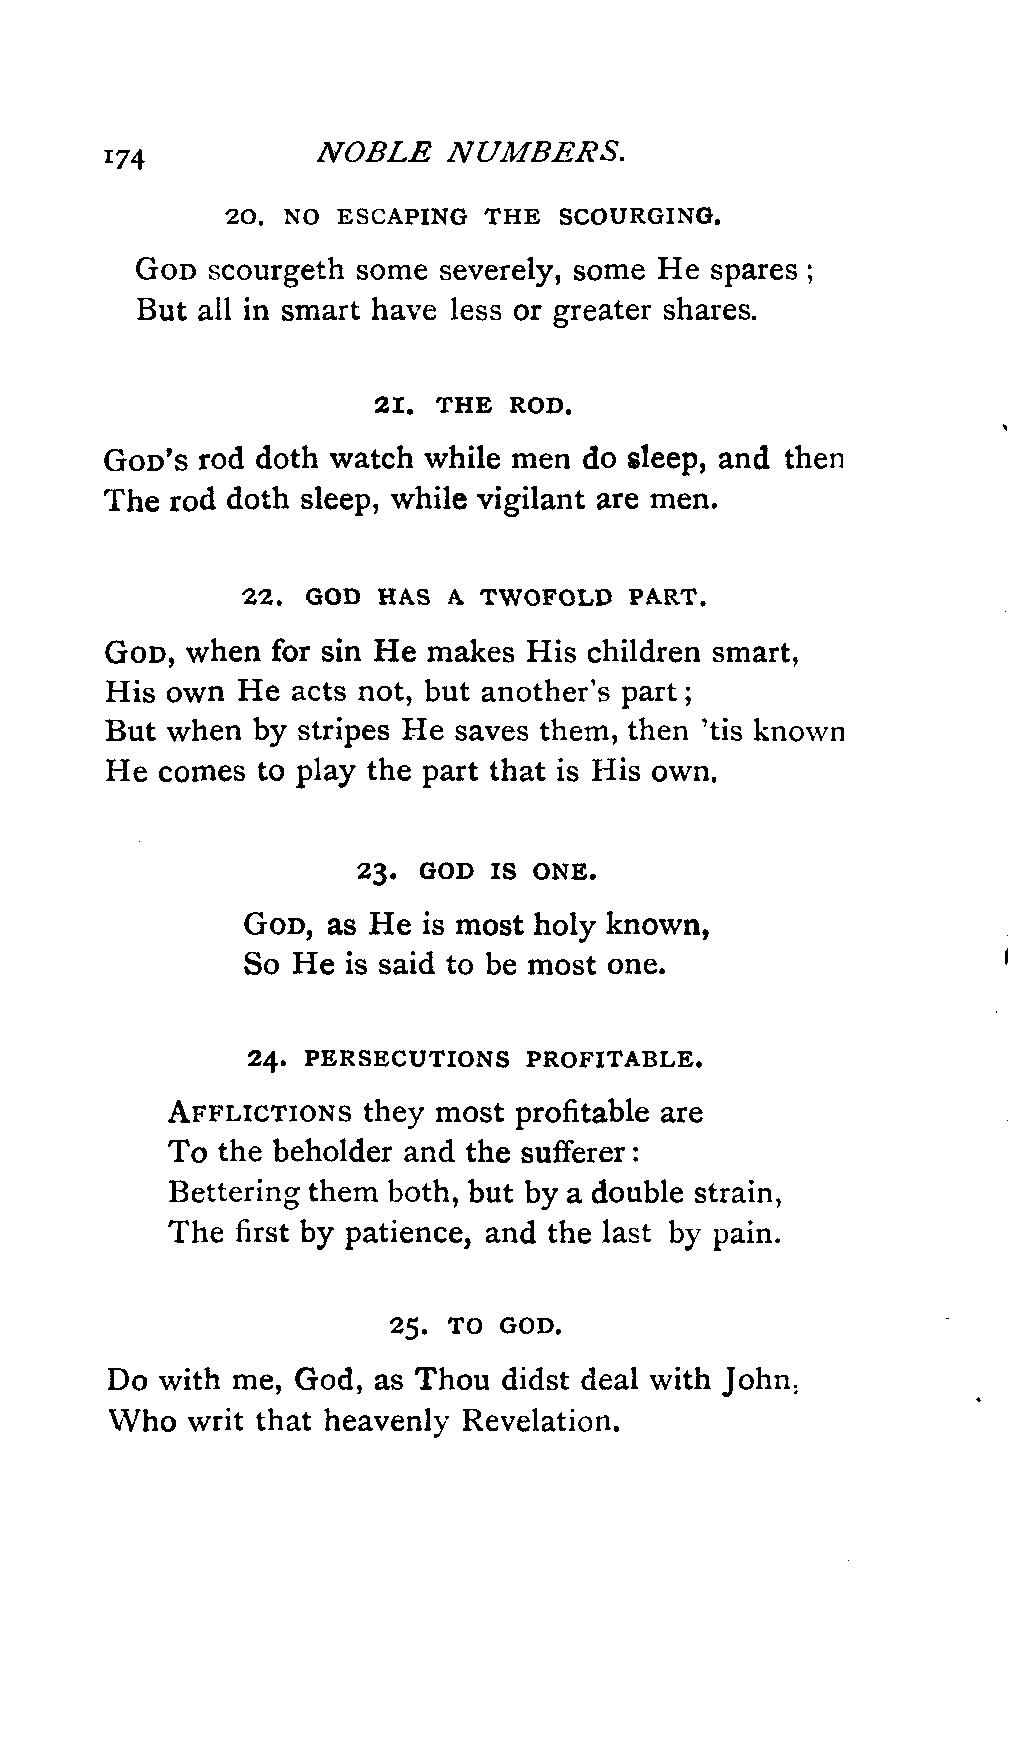 174 NOBLE NUMBERS.
20. NO ESCAPING THE SCOURGING.
GOD scourgeth some severely, some He spares ;
But all in smart have less or greater shares.
21. THE ROD.
GOD'S rod doth watch while men do sleep, and then
The rod doth sleep, while vigilant are men.
22. GOD HAS A TWOFOLD PART.
GOD, when for sin He makes His children smart,
His own He acts not, but another's part ;
But when by stripes He saves them, then 'tis known
He comes to play the part that is His own.
23. GOD IS ONE.
GOD, as He is most holy known,
So He is said to be most one.
24. PERSECUTIONS PROFITABLE.
AFFLICTIONS they most profitable are
To the beholder and the sufferer :
Bettering them both, but by a double strain,
The first by patience, and the last by pain.
25. TO GOD.
Do with me, God, as Thou didst deal with John,
Who writ that heavenly Revelation.